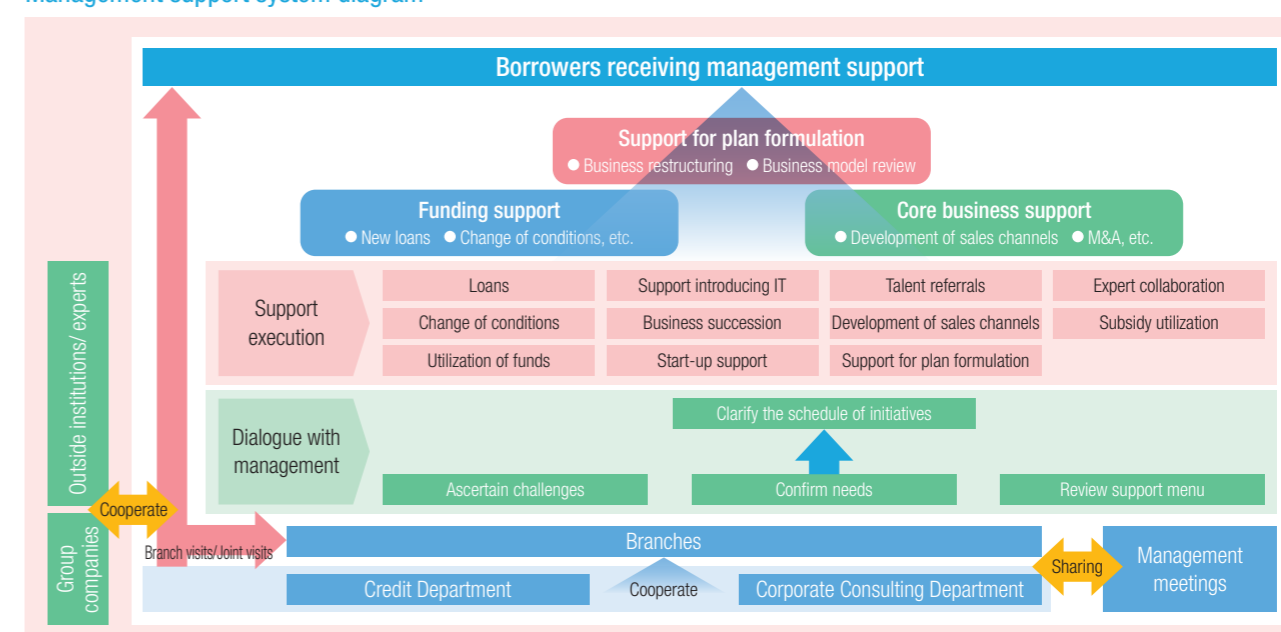 Management support system diagram
Borrowers receiving management support
Support for plan formulation
● Business restructuring ● Business model review
Funding support
● New loans ● Change of conditions, etc.
Core business support
● Development of sales channels ● M&A, etc.
Support
execution
Loans
Support introducing IT
Talent referrals
Expert collaboration
Change of conditions
Business succession
Development of sales channels
Subsidy utilization
Utilization of funds
Start-up support
Support for plan formulation
Dialogue with
management
Clarify the schedule of initiatives
Ascertain challenges
Confirm needs
Review support menu
Outside institutions/ experts
Group
companies
Cooperate
Branch visits/Joint visits
Branches
Credit Department
Cooperate
Corporate Consulting Department
Sharing
Management
meetings